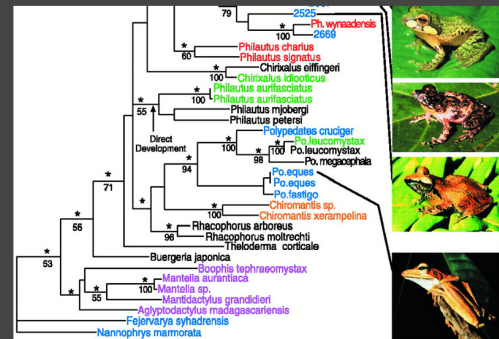 79
2525
Ph. wynaadensis
100
2669
*
Philautus charius
60
Philautus signatus
Chirixalus eiffingeri
*
100
Chirixalus idiooticus
*
Philautus aurifasciatus
100
Philautus aurifasciatus
*
55
Philautus mjobergi
Philautus petersi
Direct
Development
*
Polypedates cruciger
100
Po.leucomystax
*
100
Po.leucomystax
98
Po. megacephala
*
94
*
Po.eques
100
Po.eques
Po.fastigo
*
71
*
Chiromantis sp.
100
Chiromantis xerampelina
*
Rhacophorus arboreus
96
Rhacophorus moltrechti
Theloderma corticale
*
56
Buergeria japonica
*
53
Boophis tephraeomystax
*
Mantella aurantiaca
*
100
Mantella sp.
55
Mantidactylus grandidieri
Aglyptodactylus madagascariensis
Fejervarya syhadrensis
Nannophrys marmorata